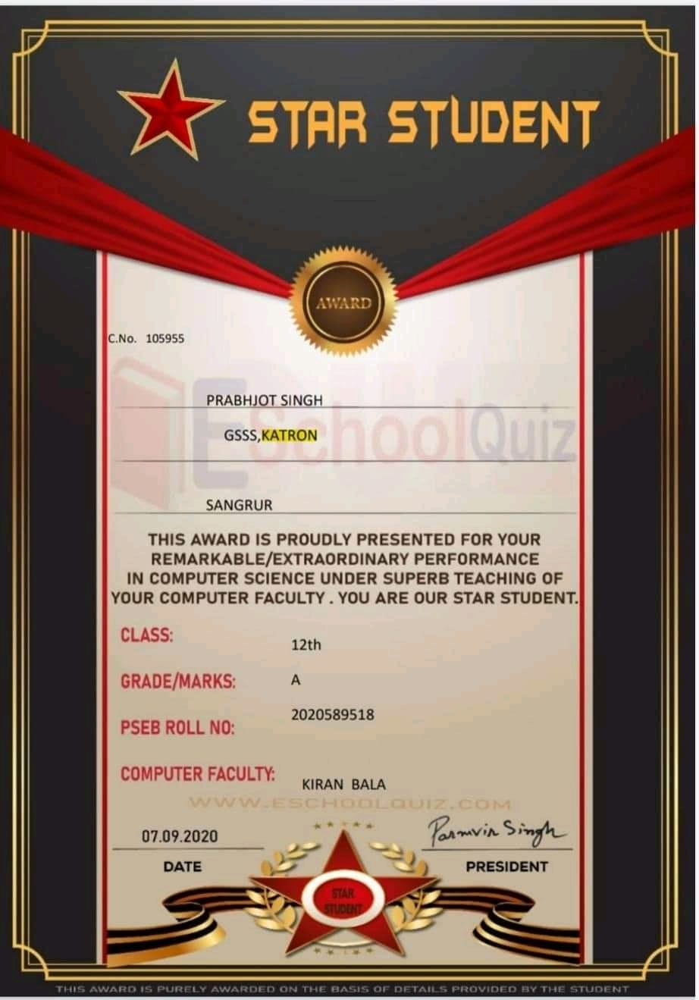 STAR STUDENT
AWARD
C.No. 105955
PRABHJOT SINGH
GSSS,KATRON
ESchoolQuiz
SANGRUR
THIS AWARD IS PROUDLY PRESENTED FOR YOUR
REMARKABLE/EXTRAORDINARY PERFORMANCE
IN COMPUTER SCIENCE UNDER SUPERB TEACHING OF
YOUR COMPUTER FACULTY . YOU ARE OUR STAR STUDENT.
CLASS: 12th
GRADE/MARKS: A
PSEB ROLL NO: 2020589518
COMPUTER FACULTY: KIRAN BALA
WWW.ESCHOOLQUIZ.COM
07.09.2020 Parmvir Singh
DATE PRESIDENT
STAR
STUDENT
THIS AWARD IS PURELY AWARDED ON THE BASIS OF DETAILS PROVIDED BY THE STUDENT